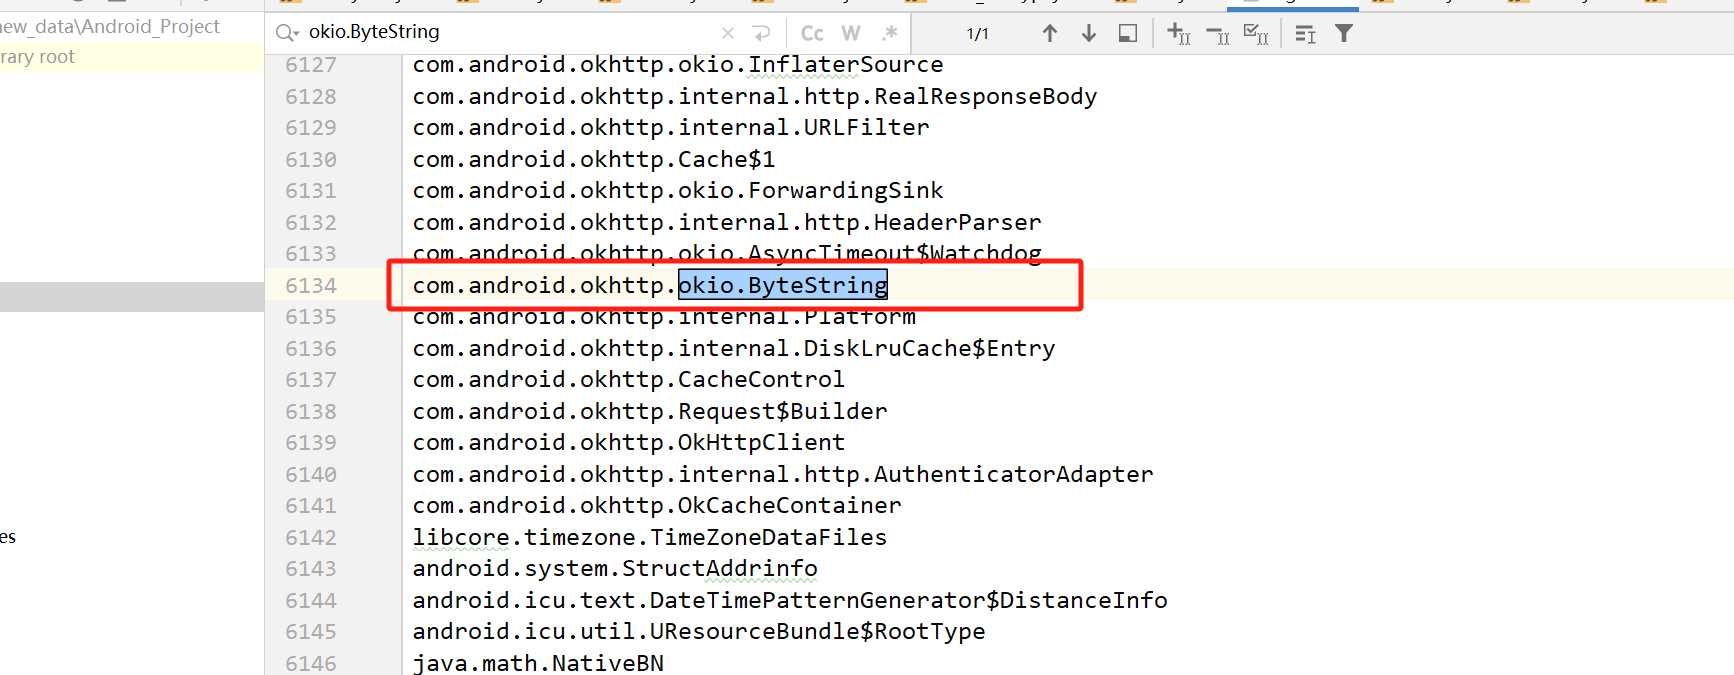 new_data\Android_Project
rary root
es
okio.ByteString
Cc W .* 1/1
6127 com.android.okhttp.okio.InflaterSource
6128 com.android.okhttp.internal.http.RealResponseBody
6129 com.android.okhttp.internal.URLFilter
6130 com.android.okhttp.Cache$1
6131 com.android.okhttp.okio.ForwardingSink
6132 com.android.okhttp.internal.http.HeaderParser
6133 com.android.okhttp.okio.AsyncTimeout$Watchdog
6134 com.android.okhttp.okio.ByteString
6135 com.android.okhttp.internal.Platform
6136 com.android.okhttp.internal.DiskLruCache$Entry
6137 com.android.okhttp.CacheControl
6138 com.android.okhttp.Request$Builder
6139 com.android.okhttp.OkHttpClient
6140 com.android.okhttp.internal.http.AuthenticatorAdapter
6141 com.android.okhttp.OkCacheContainer
6142 libcore.timezone.TimeZoneDataFiles
6143 android.system.StructAddrinfo
6144 android.icu.text.DateTimePatternGenerator$DistanceInfo
6145 android.icu.util.UResourceBundle$RootType
6146 java.math.NativeBN